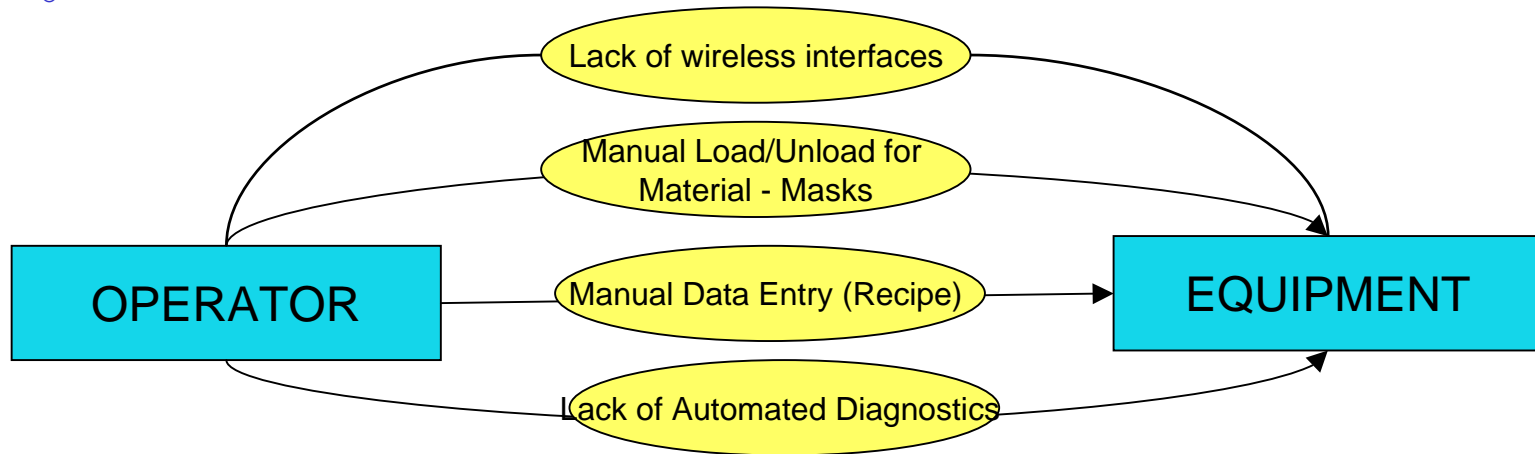 Lack of wireless interfaces
Manual Load/Unload for
Material - Masks
OPERATOR
Manual Data Entry (Recipe)
EQUIPMENT
Lack of Automated Diagnostics